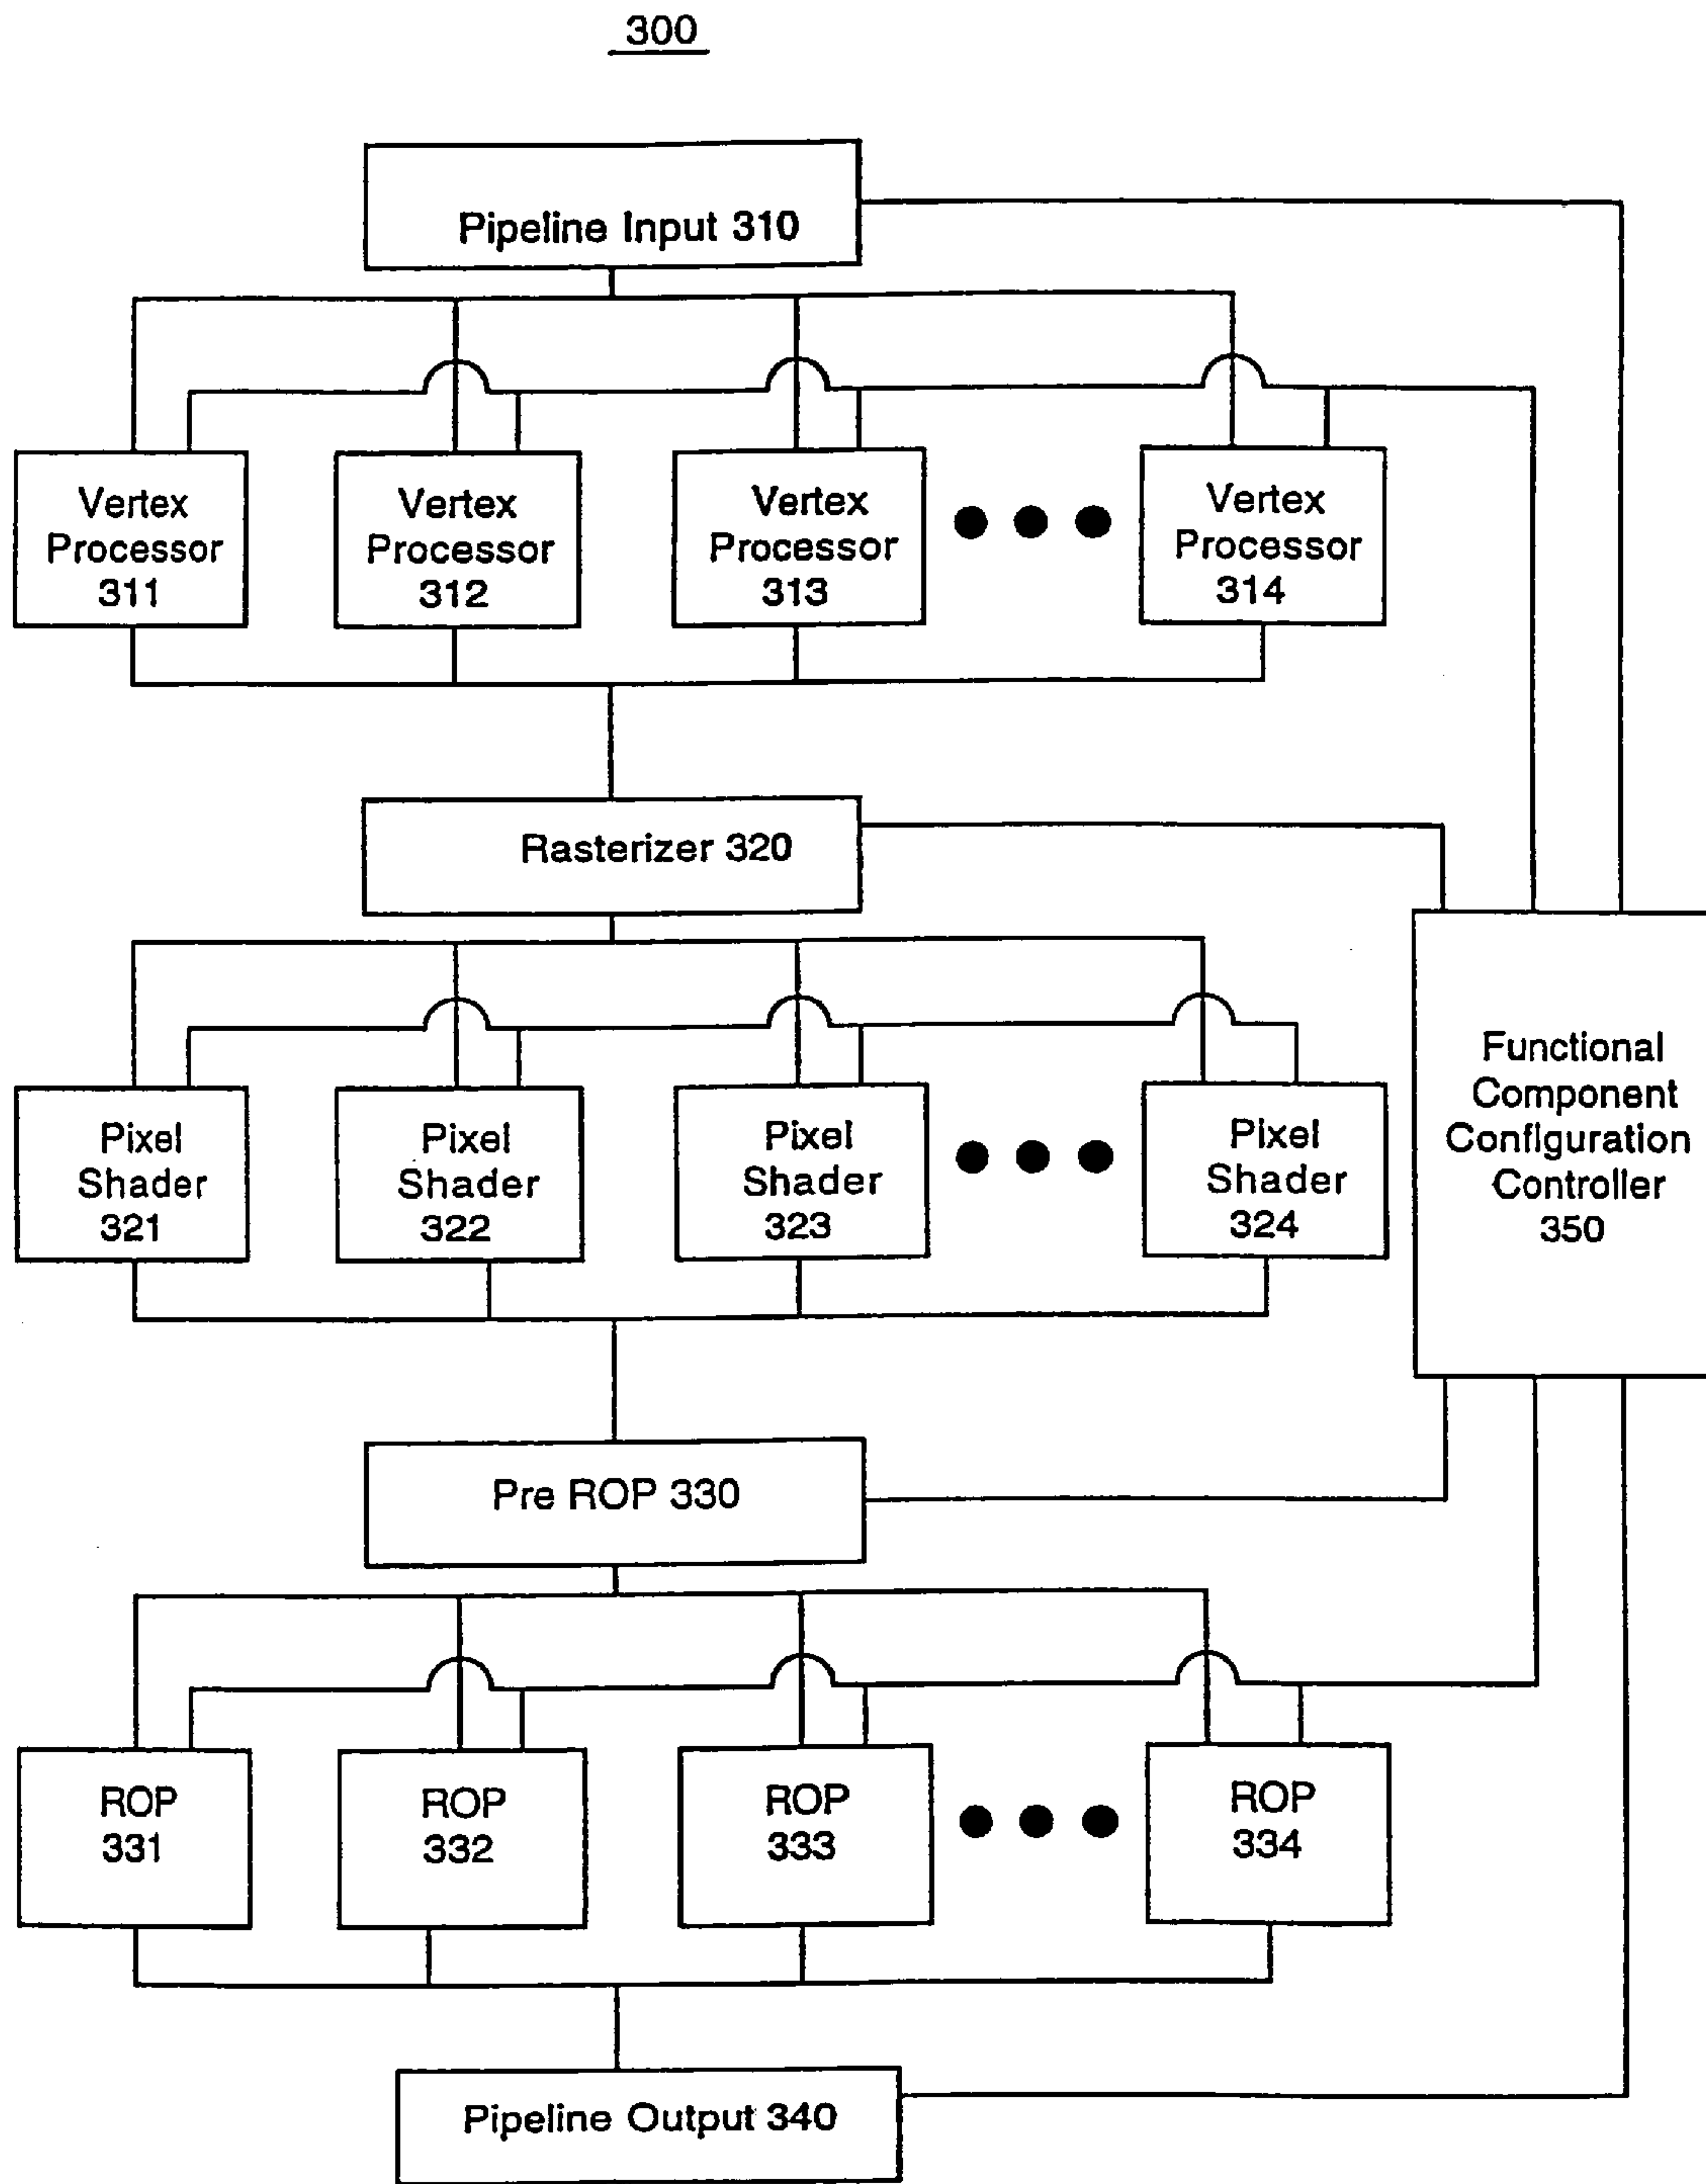 300
Pipeline Input 310
Vertex
Processor
311
Vertex
Processor
312
Vertex
Processor
313
Vertex
Processor
314
Rasterizer 320
Pixel
Shader
321
Pixel
Shader
322
Pixel
Shader
323
Pixel
Shader
324
Functional
Component
Configuration
Controller
350
Pre ROP 330
ROP
331
ROP
332
ROP
333
ROP
334
Pipeline Output 340